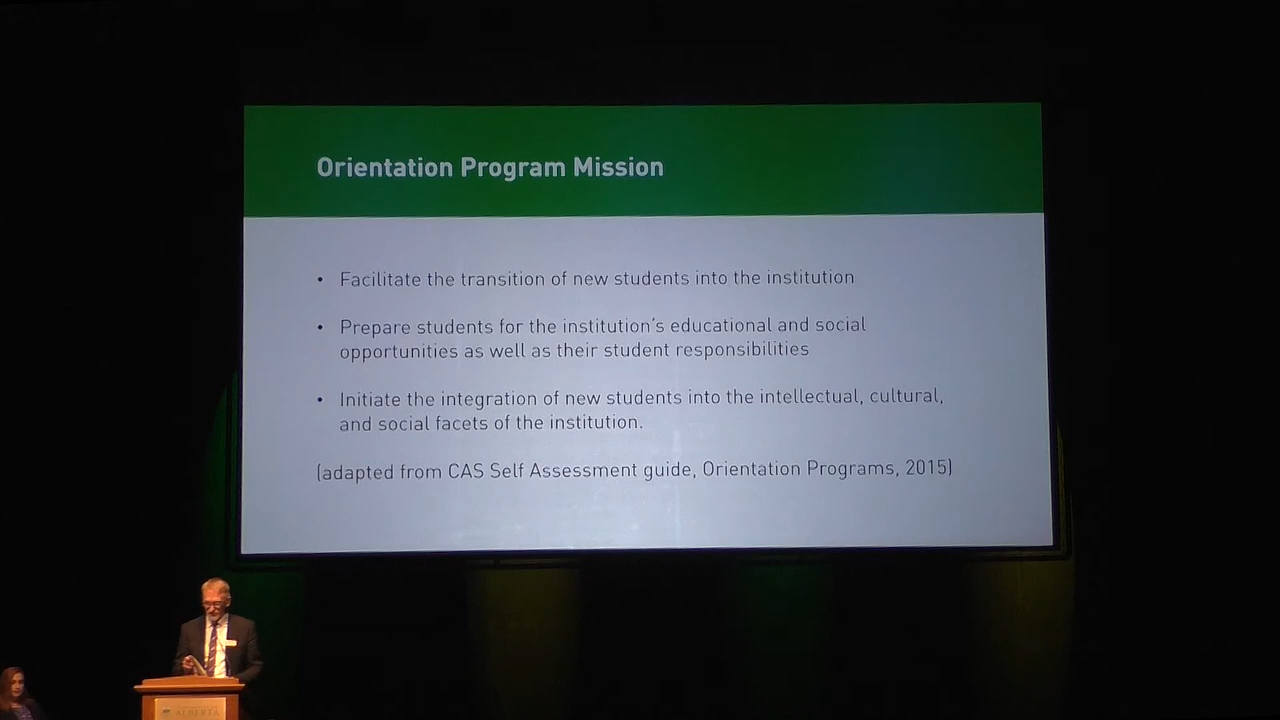 Orientation Program Mission
• Facilitate the transition of new students into the institution
• Prepare students for the institution's educational and social
opportunities as well as their student responsibilities
• Initiate the integration of new students into the intellectual, cultural,
and social facets of the institution.
(adapted from CAS Self Assessment guide, Orientation Programs, 2015)
ALBERTA